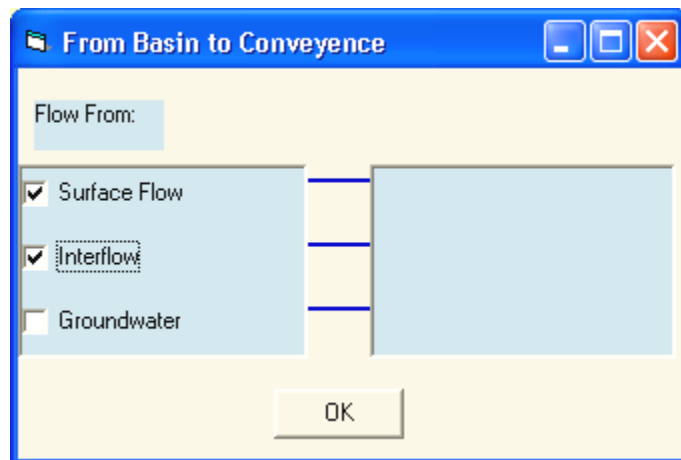 From Basin to Conveyence
Flow From:
Surface Flow
Interflow
Groundwater
OK